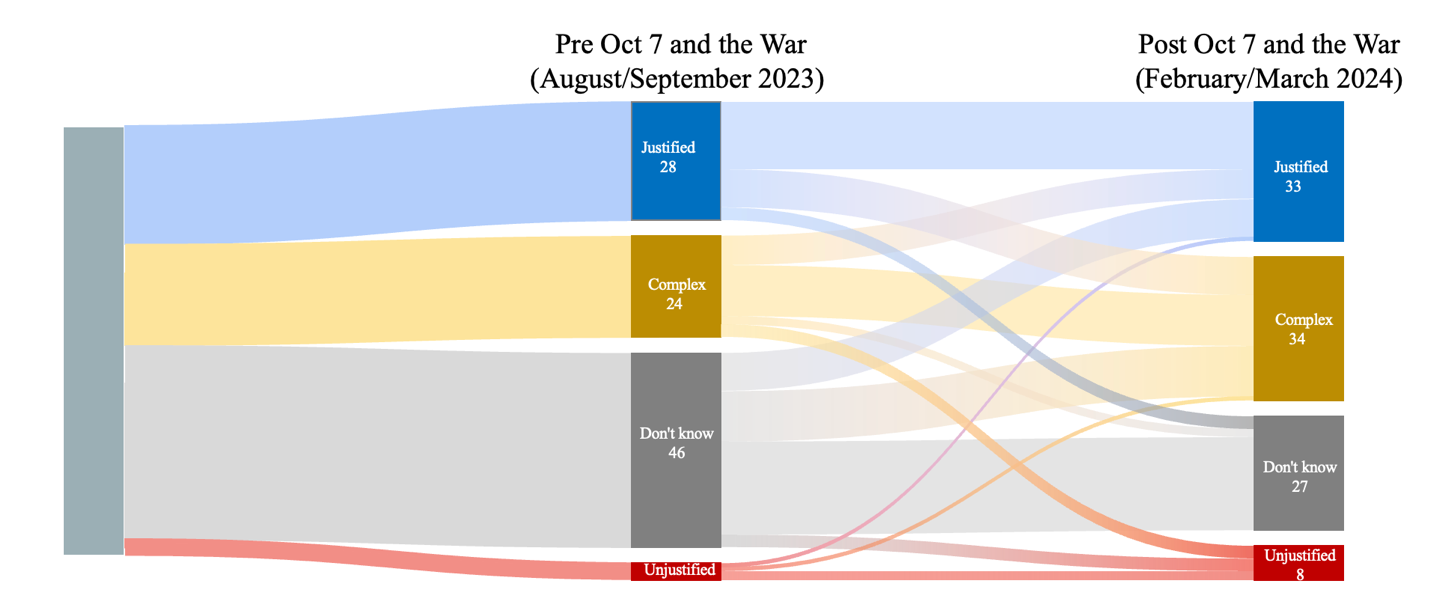 Pre Oct 7 and the War
(August/September 2023)
Post Oct 7 and the War
(February/March 2024)
Justified
28
Complex
24
Don't know
46
Unjustified
Justified
33
Complex
34
Don't know
27
Unjustified
8